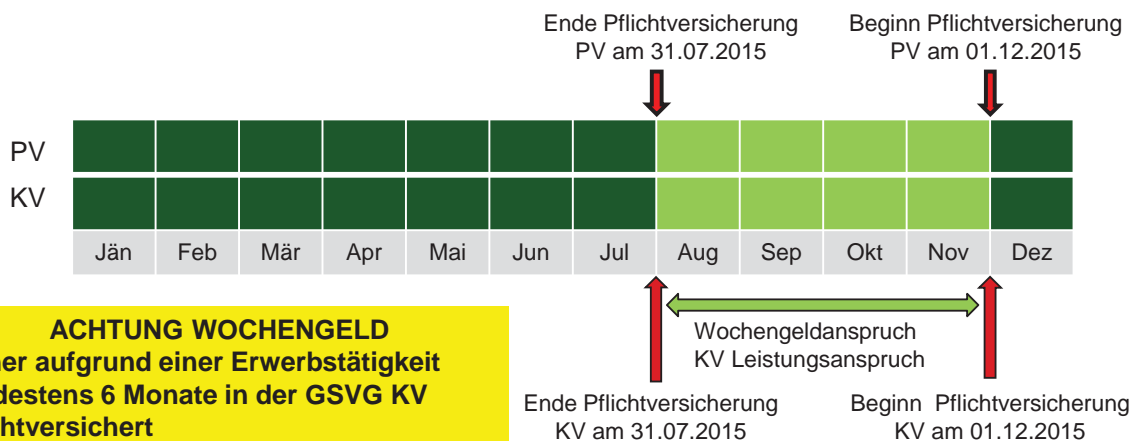 Ende Pflichtversicherung
PV am 31.07.2015
Beginn Pflichtversicherung
PV am 01.12.2015
PV
KV
Jän Feb Mär Apr Mai Jun Jul Aug Sep Okt Nov Dez
Wochengeldanspruch
KV Leistungsanspruch
ACHTUNG WOCHENGELD
aufgrund einer Erwerbstätigkeit
6 Monate in der GSVG KV
Ende Pflichtversicherung
KV am 31.07.2015
Beginn Pflichtversicherung
KV am 01.12.2015